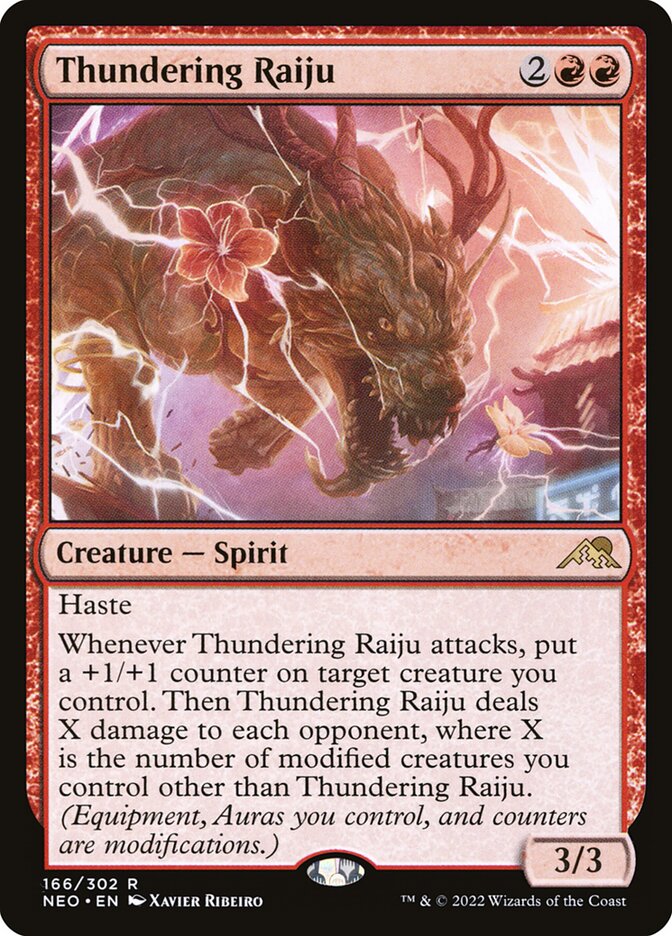 Thundering Raiju 2
Creature — Spirit
Haste
Whenever Thundering Raiju attacks, put
a +1/+1 counter on target creature you
control. Then Thundering Raiju deals
X damage to each opponent, where X
is the number of modified creatures you
control other than Thundering Raiju.
(Equipment, Auras you control, and counters
are modifications.)
3/3
166/302 R
NEO • EN Xavier Ribeiro
™ & © 2022 Wizards of the Coast